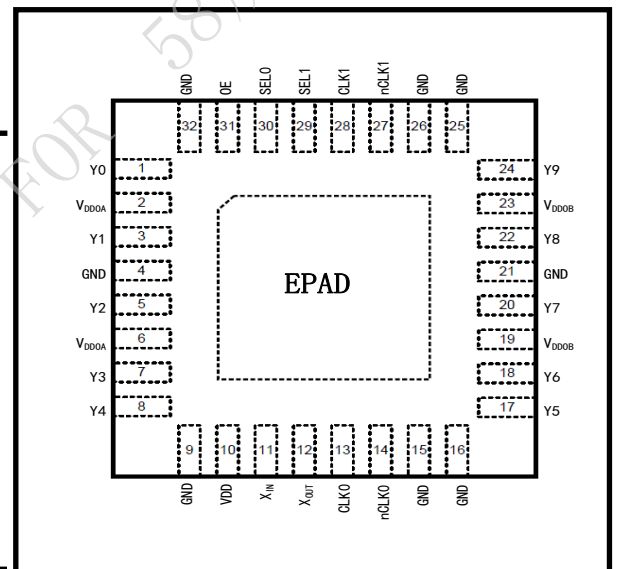 FOR 58
GND OE SEL0 SEL1 CLK1 nCLK1 GND GND
32 31 30 29 28 27 26 25
Y0 1 24 Y9
VDDOA 2 23 VDDOB
Y1 3 22 Y8
GND 4 21 GND
EPAD
Y2 5 20 Y7
VDDOA 6 19 VDDOB
Y3 7 18 Y6
Y4 8 17 Y5
9 10 11 12 13 14 15 16
GND VDD XIN XOUT CLK0 nCLK0 GND GND